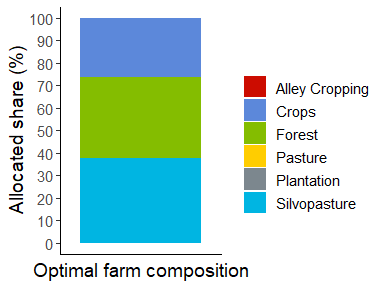 Allocated share (%)
100
90
80
70
60
50
40
30
20
10
0
Optimal farm composition
Alley Cropping
Crops
Forest
Pasture
Plantation
Silvopasture